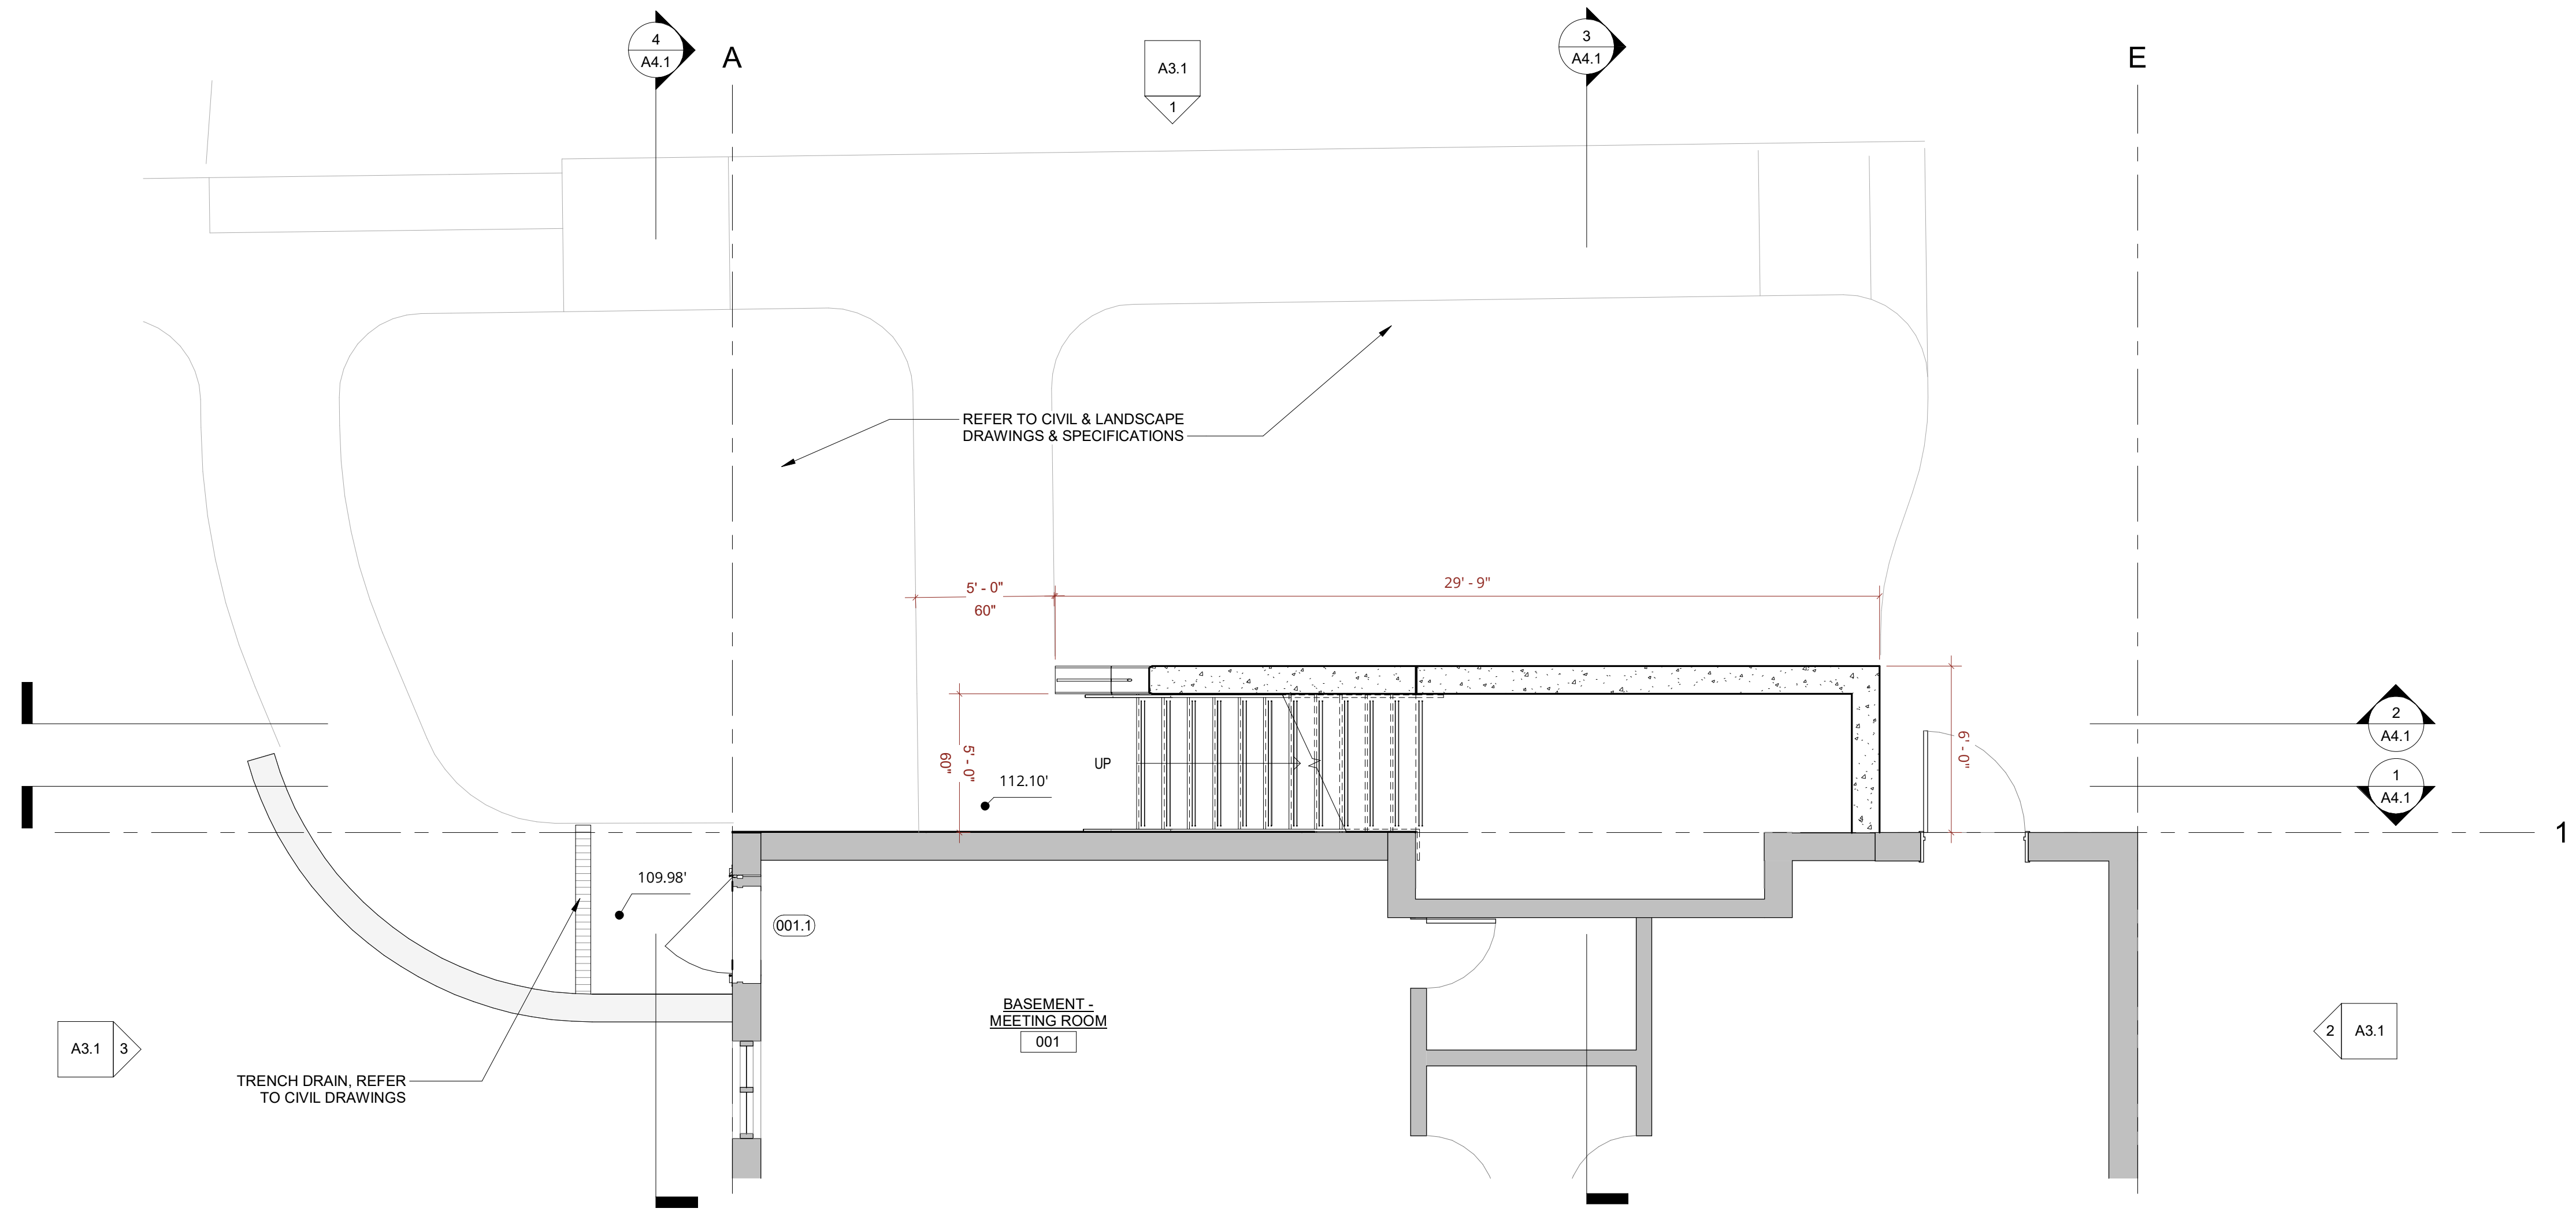 4
A4.1
A
A3.1
1
3
A4.1
E
REFER TO CIVIL & LANDSCAPE
DRAWINGS & SPECIFICATIONS
5' - 0"
60"
29' - 9"
UP
112.10'
5' - 0"
60"
6' - 0"
2
A4.1
1
A4.1
1
109.98'
001.1
BASEMENT -
MEETING ROOM
001
A3.1 3
2 A3.1
TRENCH DRAIN, REFER
TO CIVIL DRAWINGS